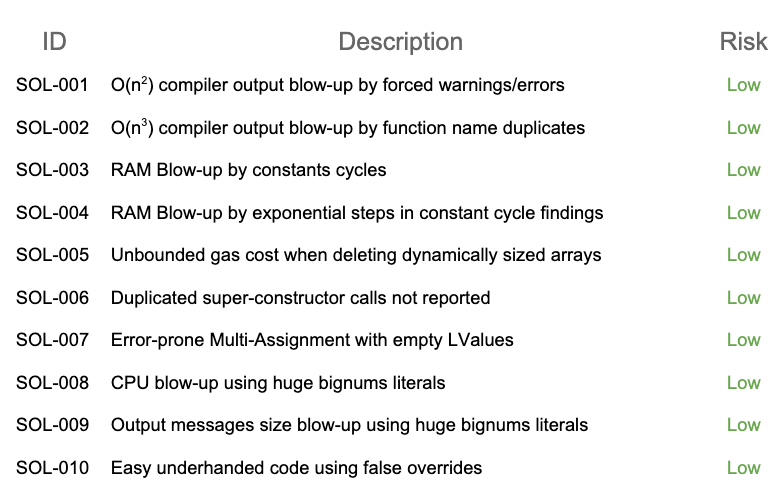 ID Description Risk
SOL-001 O(n²) compiler output blow-up by forced warnings/errors Low
SOL-002 O(n³) compiler output blow-up by function name duplicates Low
SOL-003 RAM Blow-up by constants cycles Low
SOL-004 RAM Blow-up by exponential steps in constant cycle findings Low
SOL-005 Unbounded gas cost when deleting dynamically sized arrays Low
SOL-006 Duplicated super-constructor calls not reported Low
SOL-007 Error-prone Multi-Assignment with empty LValues Low
SOL-008 CPU blow-up using huge bignums literals Low
SOL-009 Output messages size blow-up using huge bignums literals Low
SOL-010 Easy underhanded code using false overrides Low